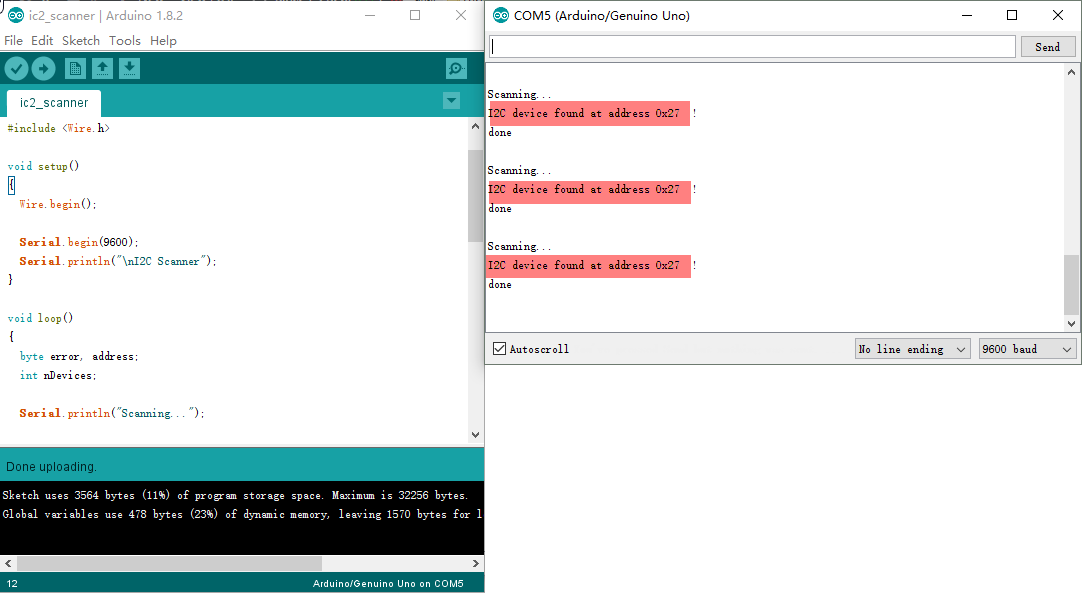 ic2_scanner | Arduino 1.8.2
File Edit Sketch Tools Help
ic2_scanner
#include <Wire.h>
void setup()
{
Wire.begin();
Serial.begin(9600);
Serial.println("\nI2C Scanner");
}
void loop()
{
byte error, address;
int nDevices;
Serial.println("Scanning...");
Done uploading.
Sketch uses 3564 bytes (11%) of program storage space. Maximum is 32256 bytes.
Global variables use 478 bytes (23%) of dynamic memory, leaving 1570 bytes for l
12
Arduino/Genuino Uno on COM5
COM5 (Arduino/Genuino Uno)
Send
Scanning...
I2C device found at address 0x27 !
done
Scanning...
I2C device found at address 0x27 !
done
Scanning...
I2C device found at address 0x27 !
done
Autoscroll
No line ending
9600 baud